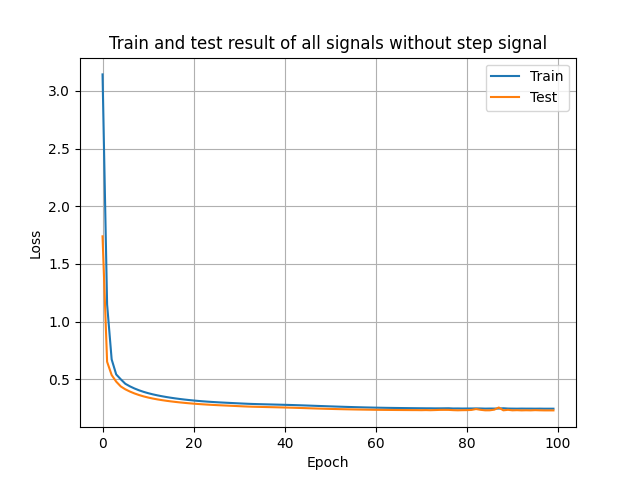 Train and test result of all signals without step signal
Train
Test
3.0
2.5
2.0
1.5
1.0
0.5
Loss
0 20 40 60 80 100
Epoch